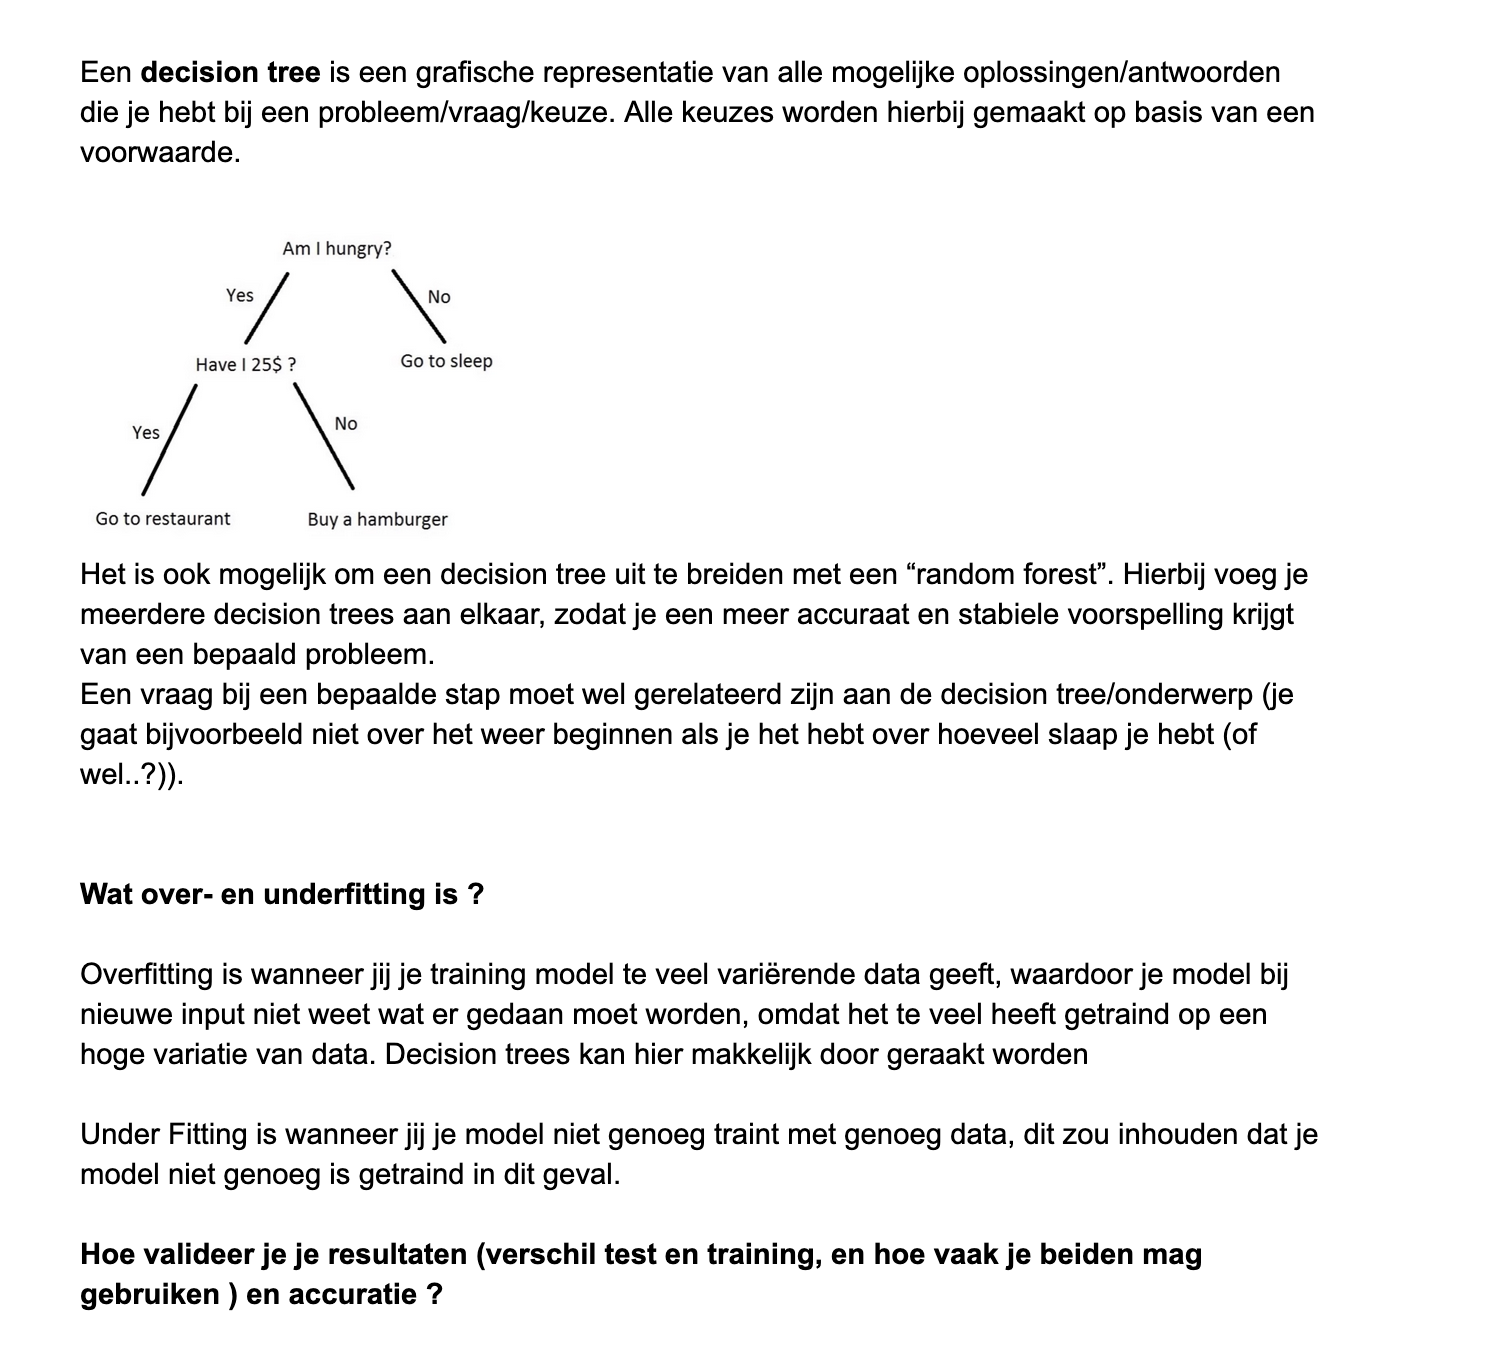 Een decision tree is een grafische representatie van alle mogelijke oplossingen/antwoorden
die je hebt bij een probleem/vraag/keuze. Alle keuzes worden hierbij gemaakt op basis van een
voorwaarde.
Am I hungry?
Yes
No
Have I 25$ ?
Go to sleep
Yes
No
Go to restaurant
Buy a hamburger
Het is ook mogelijk om een decision tree uit te breiden met een “random forest”. Hierbij voeg je
meerdere decision trees aan elkaar, zodat je een meer accuraat en stabiele voorspelling krijgt
van een bepaald probleem.
Een vraag bij een bepaalde stap moet wel gerelateerd zijn aan de decision tree/onderwerp (je
gaat bijvoorbeeld niet over het weer beginnen als je het hebt over hoeveel slaap je hebt (of
wel..?)).
Wat over- en underfitting is ?
Overfitting is wanneer jij je training model te veel variërende data geeft, waardoor je model bij
nieuwe input niet weet wat er gedaan moet worden, omdat het te veel heeft getraind op een
hoge variatie van data. Decision trees kan hier makkelijk door geraakt worden
Under Fitting is wanneer jij je model niet genoeg traint met genoeg data, dit zou inhouden dat je
model niet genoeg is getraind in dit geval.
Hoe valideer je je resultaten (verschil test en training, en hoe vaak je beiden mag
gebruiken ) en accuratie ?